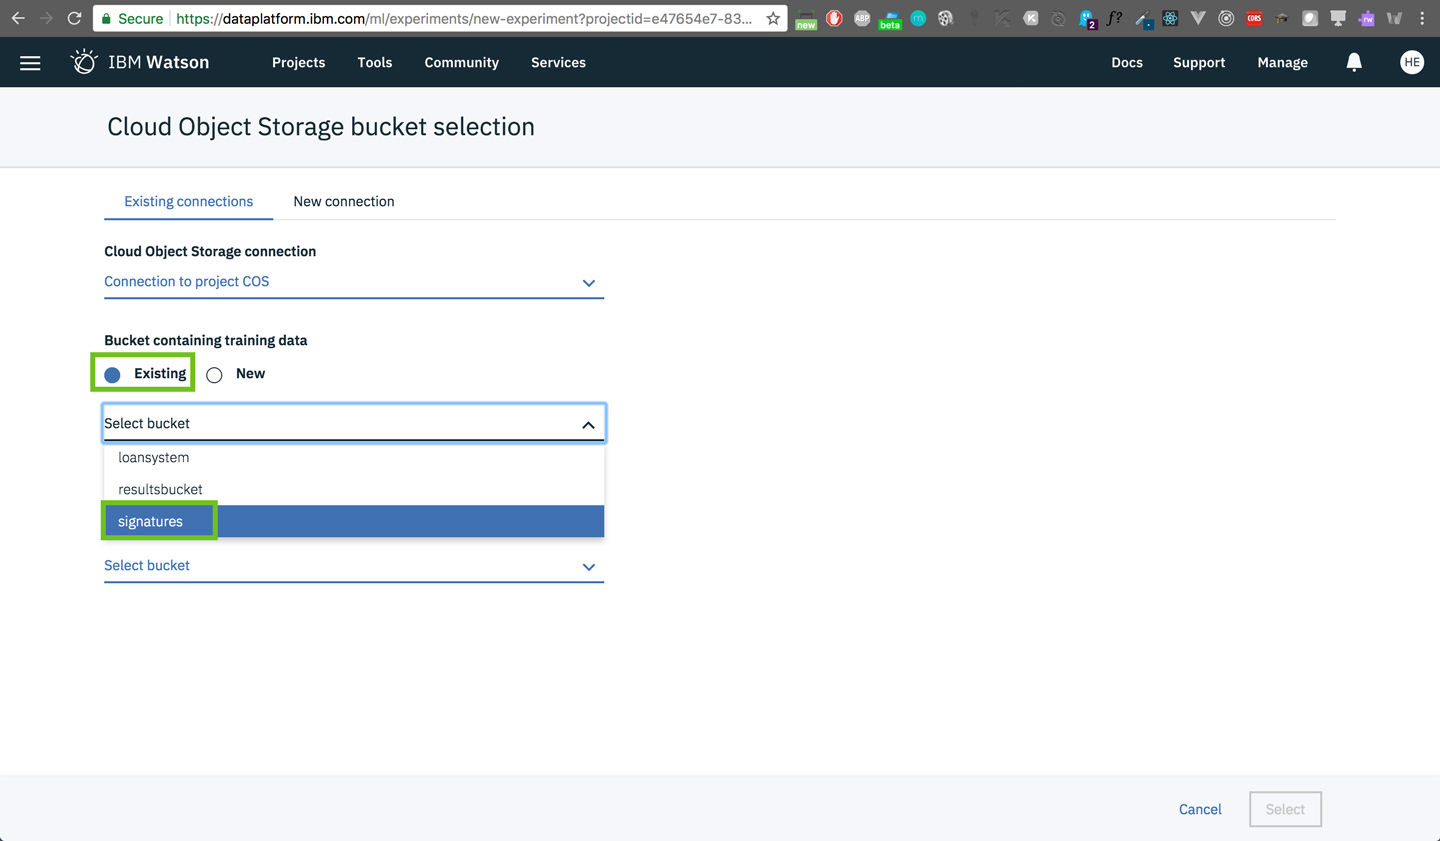 Secure https://dataplatform.ibm.com/ml/experiments/new-experiment?projectid=e47654e7-83...
new ABP beta m K 2 f? CORS rw W
IBM Watson Projects Tools Community Services Docs Support Manage HE
Cloud Object Storage bucket selection
Existing connections New connection
Cloud Object Storage connection
Connection to project COS
Bucket containing training data
Existing New
Select bucket
loansystem
resultsbucket
signatures
Select bucket
Cancel Select